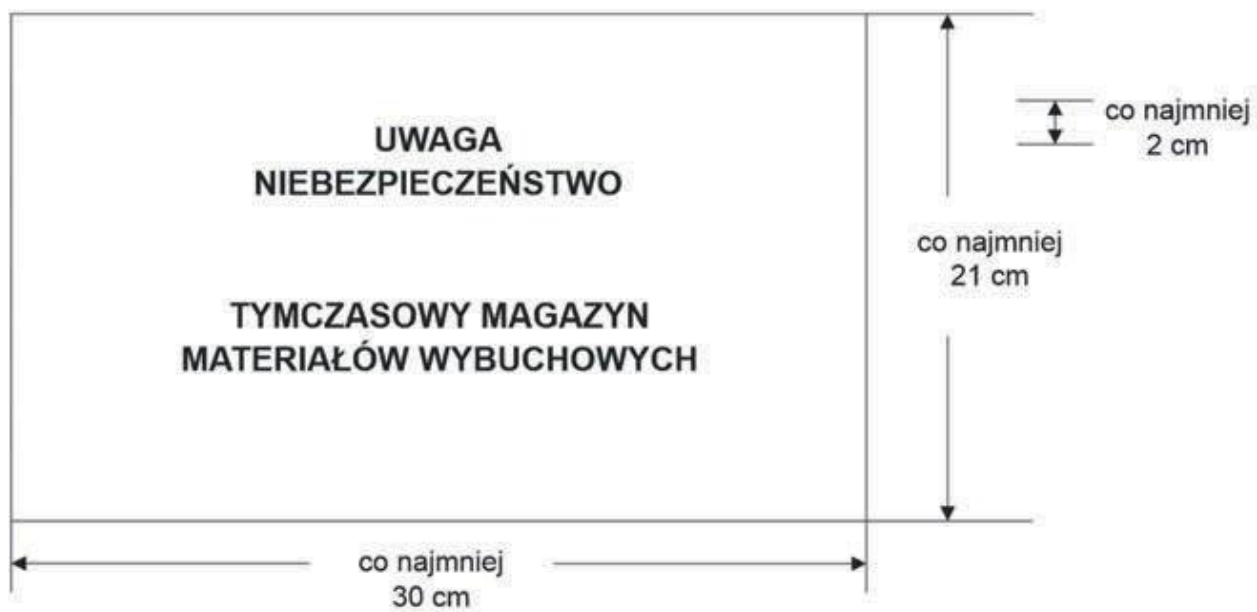 UWAGA
NIEBEZPIECZEŃSTWO
TYMCZASOWY MAGAZYN
MATERIAŁÓW WYBUCHOWYCH
co najmniej
2 cm
co najmniej
21 cm
co najmniej
30 cm